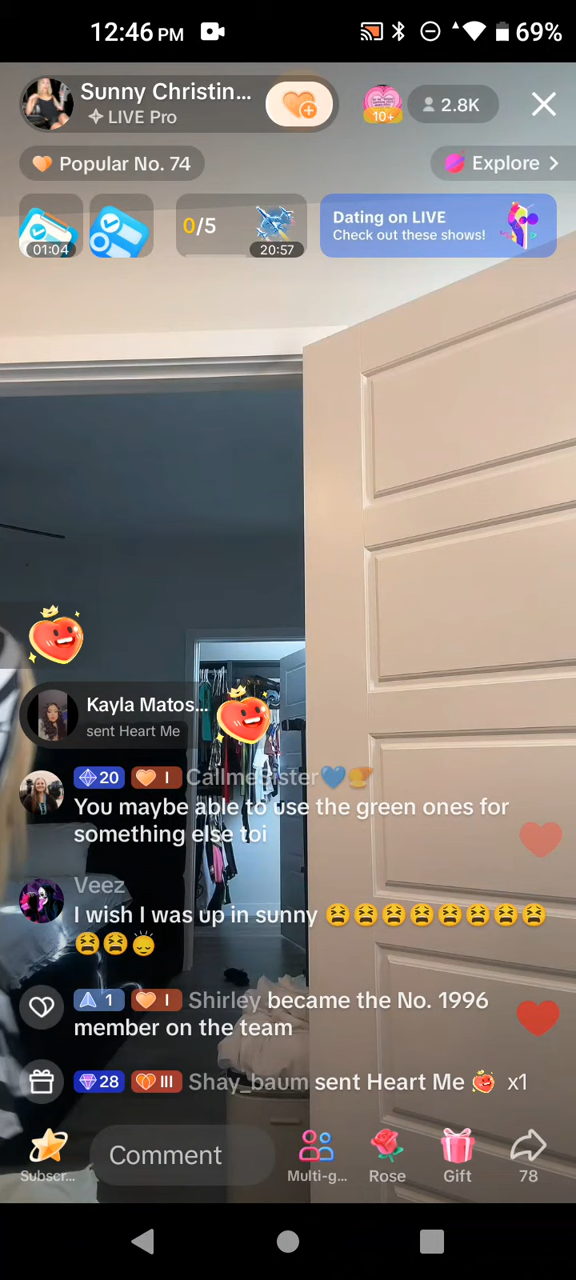 12:46 PM
69%
Sunny Christin...
LIVE Pro
10+
2.8K
Popular No. 74
Explore >
01:04
0/5
20:57
Dating on LIVE
Check out these shows!
Kayla Matos...
sent Heart Me
20 I CallmeSister💙
You maybe able to use the green ones for
something else toi
Veez
I wish I was up in sunny 😫😫😫😫😫😫😫😫
😫😫😔
1 I Shirley became the No. 1996
member on the team
28 III Shay_baum sent Heart Me x1
Subscr...
Comment
Multi-g...
Rose
Gift
78